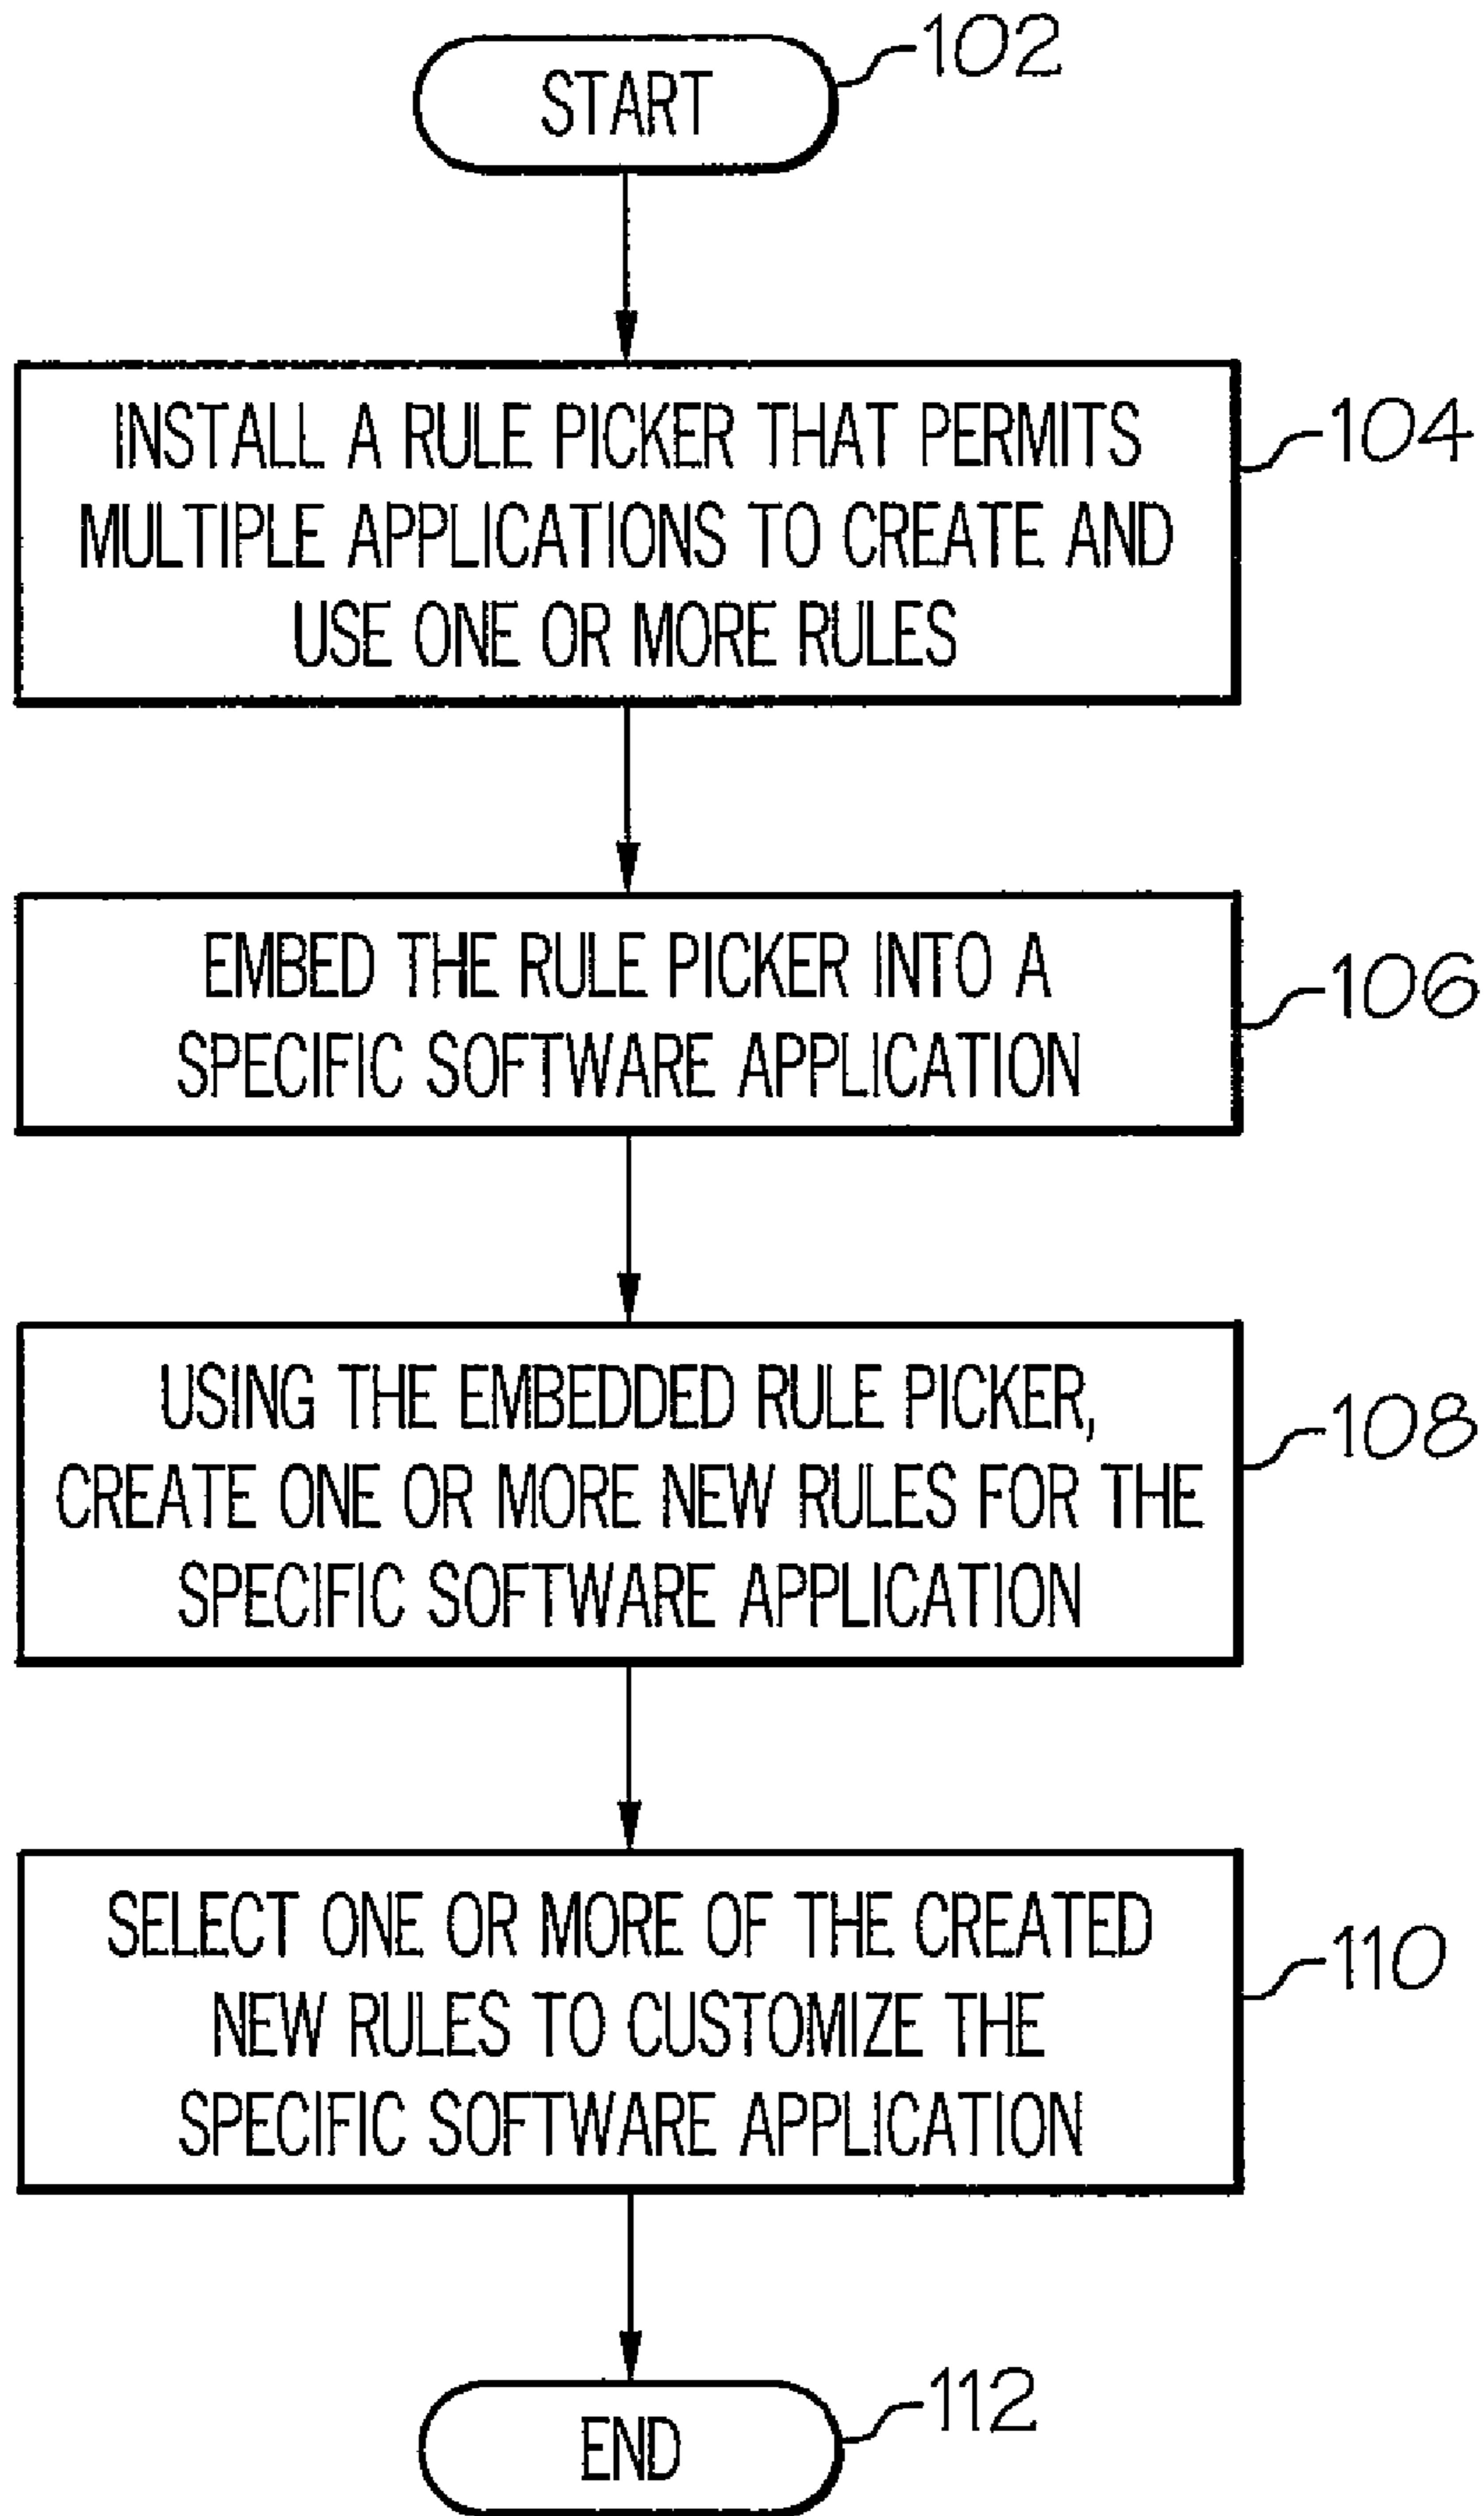 START
102
INSTALL A RULE PICKER THAT PERMITS
MULTIPLE APPLICATIONS TO CREATE AND
USE ONE OR MORE RULES
104
EMBED THE RULE PICKER INTO A
SPECIFIC SOFTWARE APPLICATION
106
USING THE EMBEDDED RULE PICKER,
CREATE ONE OR MORE NEW RULES FOR THE
SPECIFIC SOFTWARE APPLICATION
108
SELECT ONE OR MORE OF THE CREATED
NEW RULES TO CUSTOMIZE THE
SPECIFIC SOFTWARE APPLICATION
110
END
112